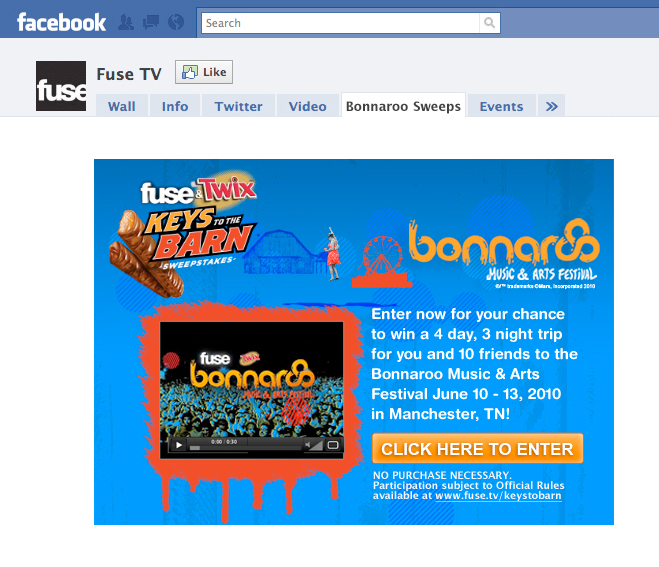 facebook
Search
fuse
Fuse TV
Like
Wall
Info
Twitter
Video
Bonnaroo Sweeps
Events
»
fuse & Twix
KEYS TO THE
BARN
-SWEEPSTAKES-
bonnaroo
MUSIC & ARTS FESTIVAL
®/™ trademarks ©Mars, Incorporated 2010
Enter now for your chance
to win a 4 day, 3 night trip
for you and 10 friends to the
Bonnaroo Music & Arts
Festival June 10 - 13, 2010
in Manchester, TN!
fuse Twix
bonnaroo
MUSIC & ARTS FESTIVAL
0:00 / 0:30
CLICK HERE TO ENTER
NO PURCHASE NECESSARY.
Participation subject to Official Rules
available at www.fuse.tv/keystobarn